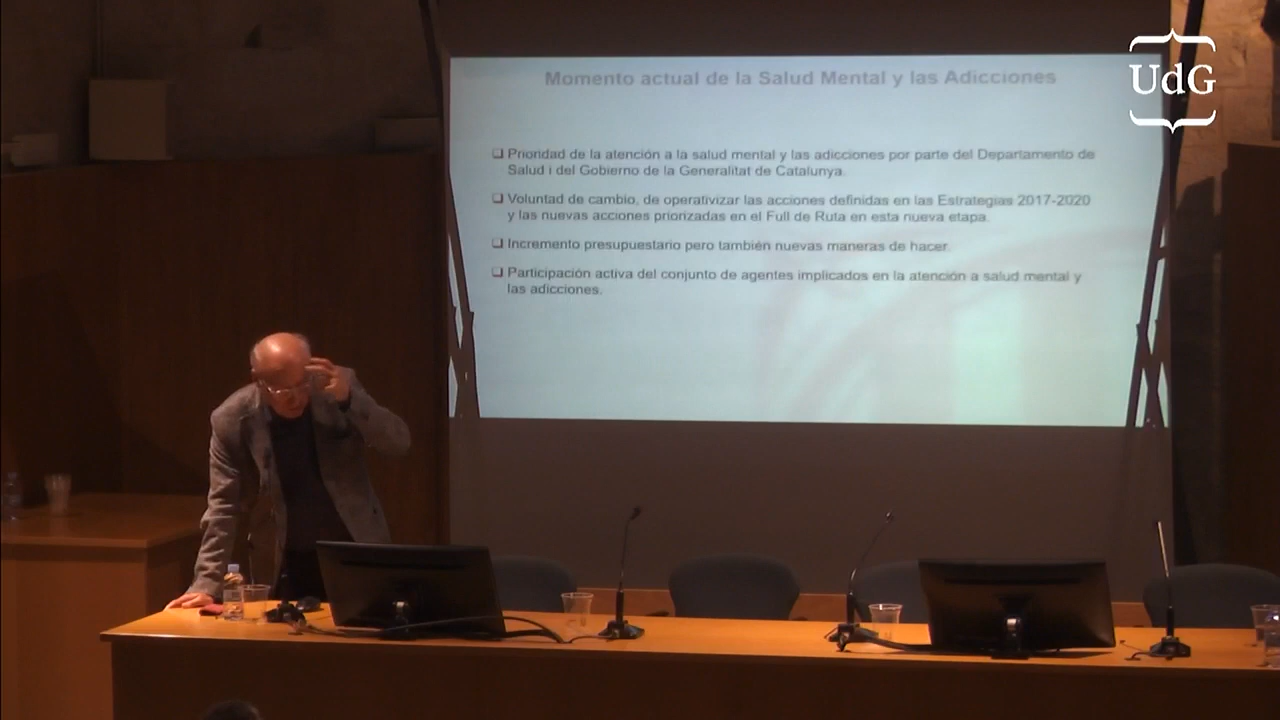 Momento actual de la Salud Mental y las Adicciones
UdG
❑ Prioridad de la atención a la salud mental y las adicciones por parte del Departamento de
Salud i del Gobierno de la Generalitat de Catalunya.
❑ Voluntad de cambio, de operativizar las acciones definidas en las Estrategias 2017-2020
y las nuevas acciones priorizadas en el Full de Ruta en esta nueva etapa.
❑ Incremento presupuestario pero también nuevas maneras de hacer.
❑ Participación activa del conjunto de agentes implicados en la atención a salud mental y
las adicciones.